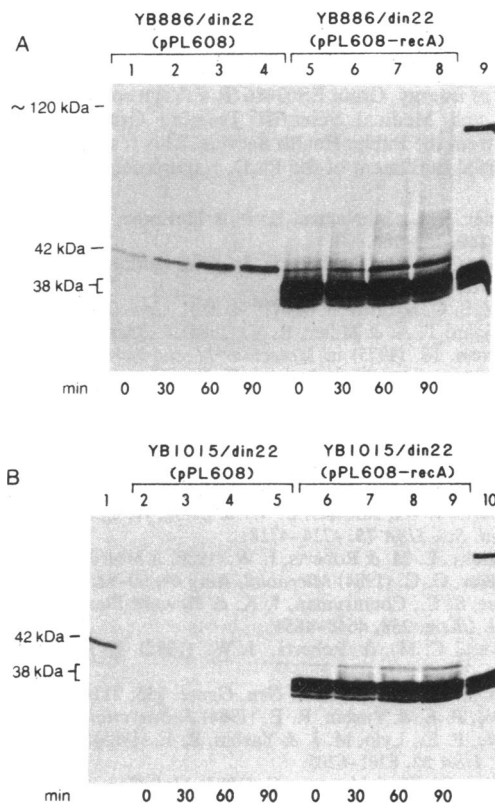 A
YB886/din22
(pPL608)
YB886/din22
(pPL608-recA)
1 2 3 4 5 6 7 8 9
~ 120 kDa
42 kDa
38 kDa
min 0 30 60 90 0 30 60 90
B
YB1015/din22
(pPL608)
YB1015/din22
(pPL608-recA)
1 2 3 4 5 6 7 8 9 10
42 kDa
38 kDa
min 0 30 60 90 0 30 60 90